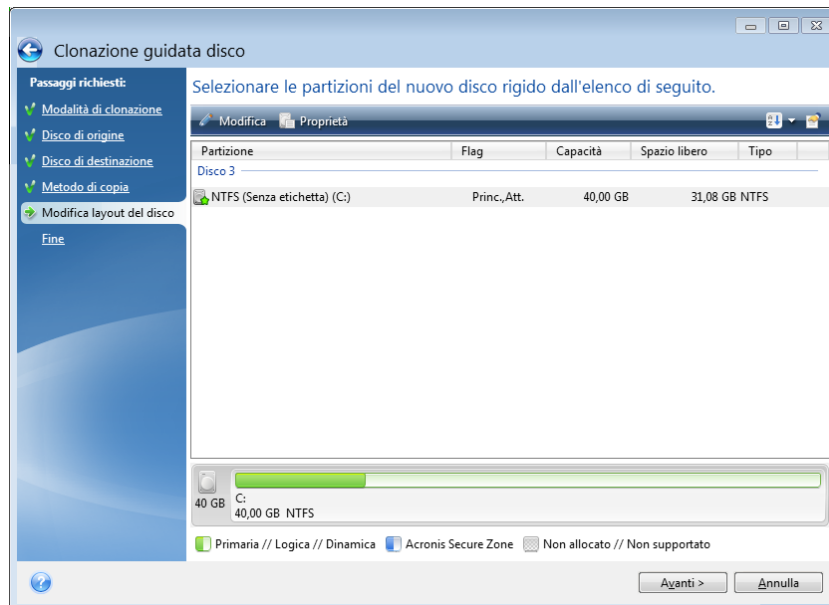 Clonazione guidata disco
Passaggi richiesti:
Modalità di clonazione
Disco di origine
Disco di destinazione
Metodo di copia
Modifica layout del disco
Fine
Selezionare le partizioni del nuovo disco rigido dall'elenco di seguito.
Modifica Proprietà
Partizione Flag Capacità Spazio libero Tipo
Disco 3
NTFS (Senza etichetta) (C:) Princ.,Att. 40,00 GB 31,08 GB NTFS
40 GB
C:
40,00 GB NTFS
Primaria // Logica // Dinamica Acronis Secure Zone Non allocato // Non supportato
Avanti > Annulla